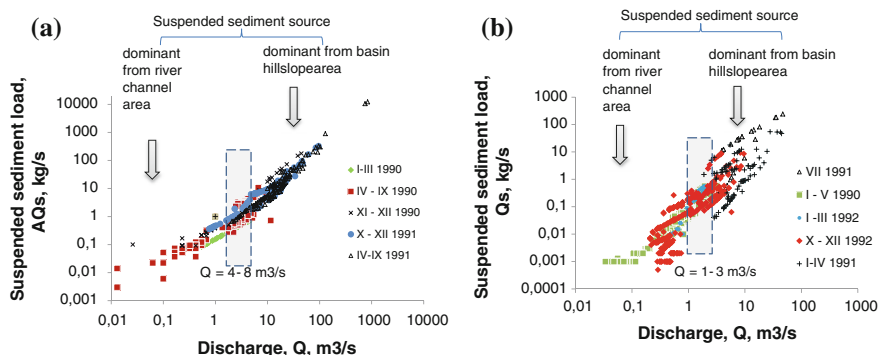 (a)
Suspended sediment source
dominant
from river
channel
area
dominant from basin
hillslopearea
Suspended sediment load,
AQs, kg/s
10000
1000
100
10
1
0,1
0,01
0,001
I-III 1990
IV - IX 1990
XI - XII 1990
X - XII 1991
IV-IX 1991
Q = 4- 8 m3/s
0,01 0,1 1 10 100 1000 10000
Discharge, Q, m3/s
(b)
Suspended sediment source
dominant
from river
channel
area
dominant from basin
hillslopearea
Suspended sediment load,
Qs, kg/s
1000
100
10
1
0,1
0,01
0,001
0,0001
VII 1991
I - V 1990
I-III 1992
X - XII 1992
I-IV 1991
Q = 1- 3 m3/s
0,01 0,1 1 10 100 1000
Discharge, Q, m3/s